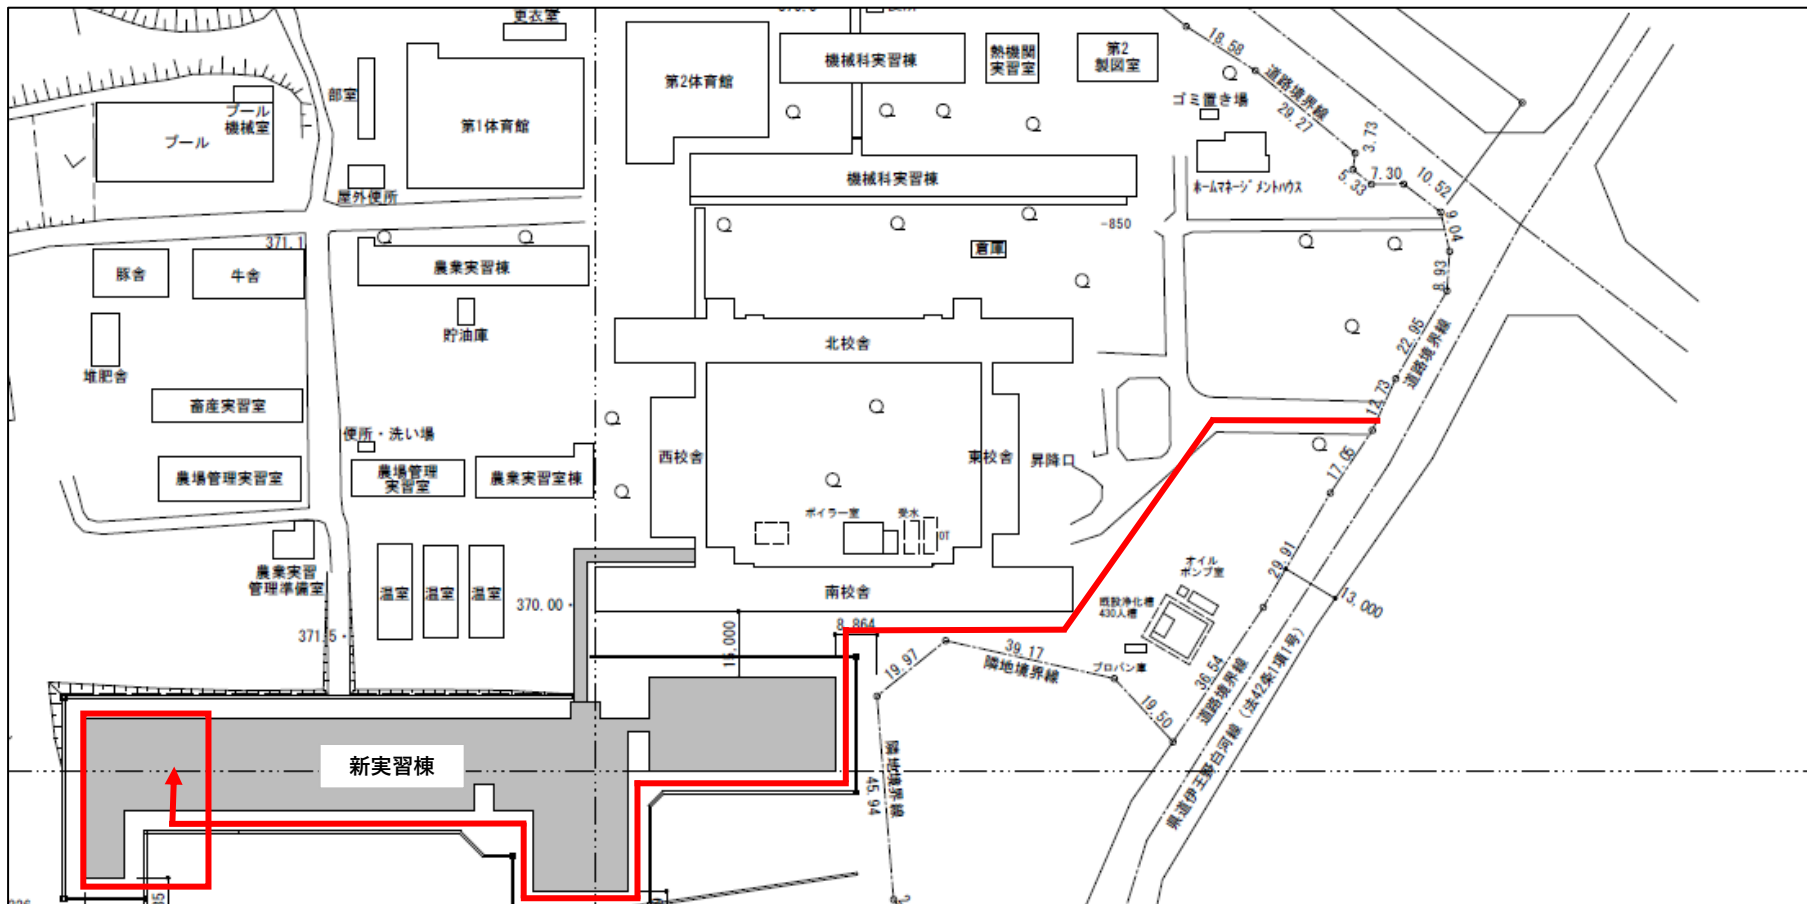 更衣室
18.58
道路境界線
29.27
3.73
5.33
7.30
10.52
9.04
8.93
22.95
道路境界線
12.73
17.05
29.91
13,000
36.54
道路境界線
県道伊王野白河線 (法42条1項1号)
機械科実習棟
熱機関
実習室
第2
製図室
第2体育館
ゴミ置き場
部室
プール
機械室
プール
第1体育館
機械科実習棟
ホームマネージメントハウス
屋外便所
-850
371.1
豚舎
牛舎
農業実習棟
倉庫
貯油庫
北校舎
堆肥舎
畜産実習室
便所・洗い場
西校舎
東校舎
昇降口
農場管理実習室
農場管理
実習室
農業実習室棟
ボイラー室
受水
OT
農業実習
管理準備室
温室
温室
温室
370.00
南校舎
オイル
ポンプ室
既設浄化槽
430人槽
371.5
15,000
8,864
19.97
39.17
隣地境界線
プロパン庫
19.50
新実習棟
隣地境界線
45.94